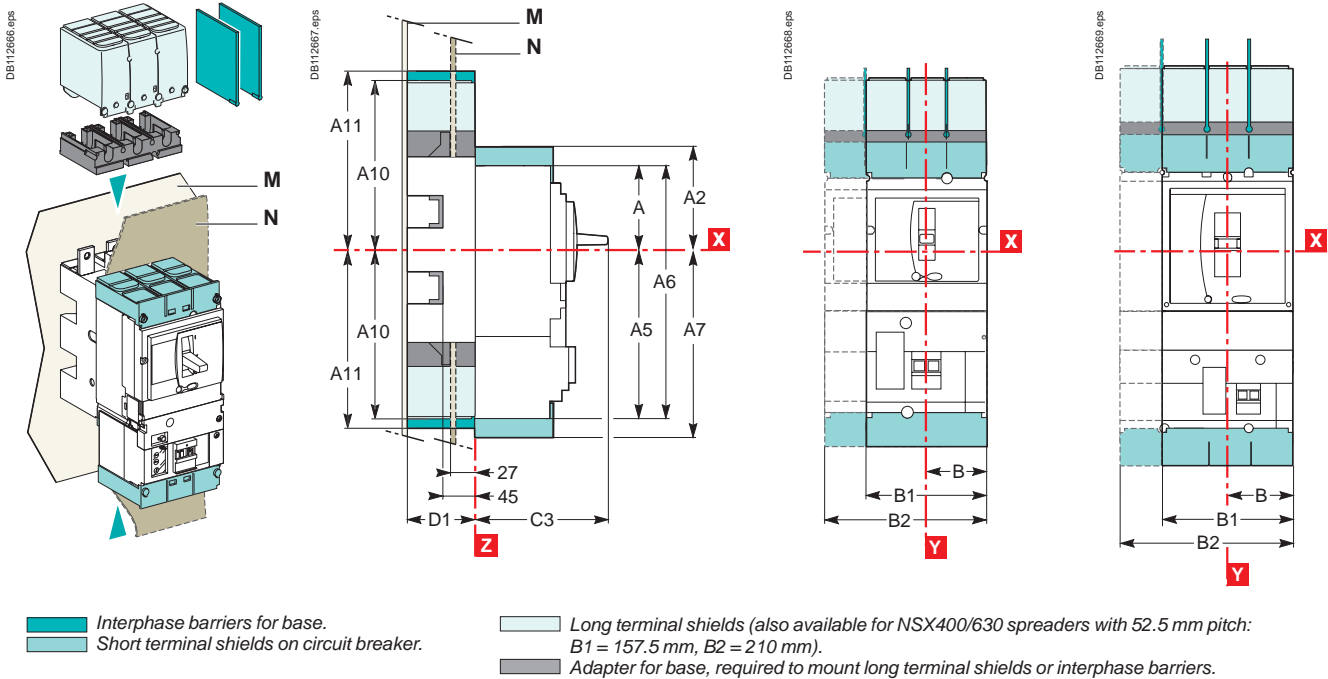 DB112666.eps
M
N
DB112667.eps
M
N
A11
A10
A10
A11
A
A2
X
A6
A5
A7
27
45
D1
C3
Z
DB112668.eps
X
B
B1
B2
Y
DB112669.eps
X
B
B1
B2
Y
Interphase barriers for base.
Short terminal shields on circuit breaker.
Long terminal shields (also available for NSX400/630 spreaders with 52.5 mm pitch:
B1 = 157.5 mm, B2 = 210 mm).
Adapter for base, required to mount long terminal shields or interphase barriers.